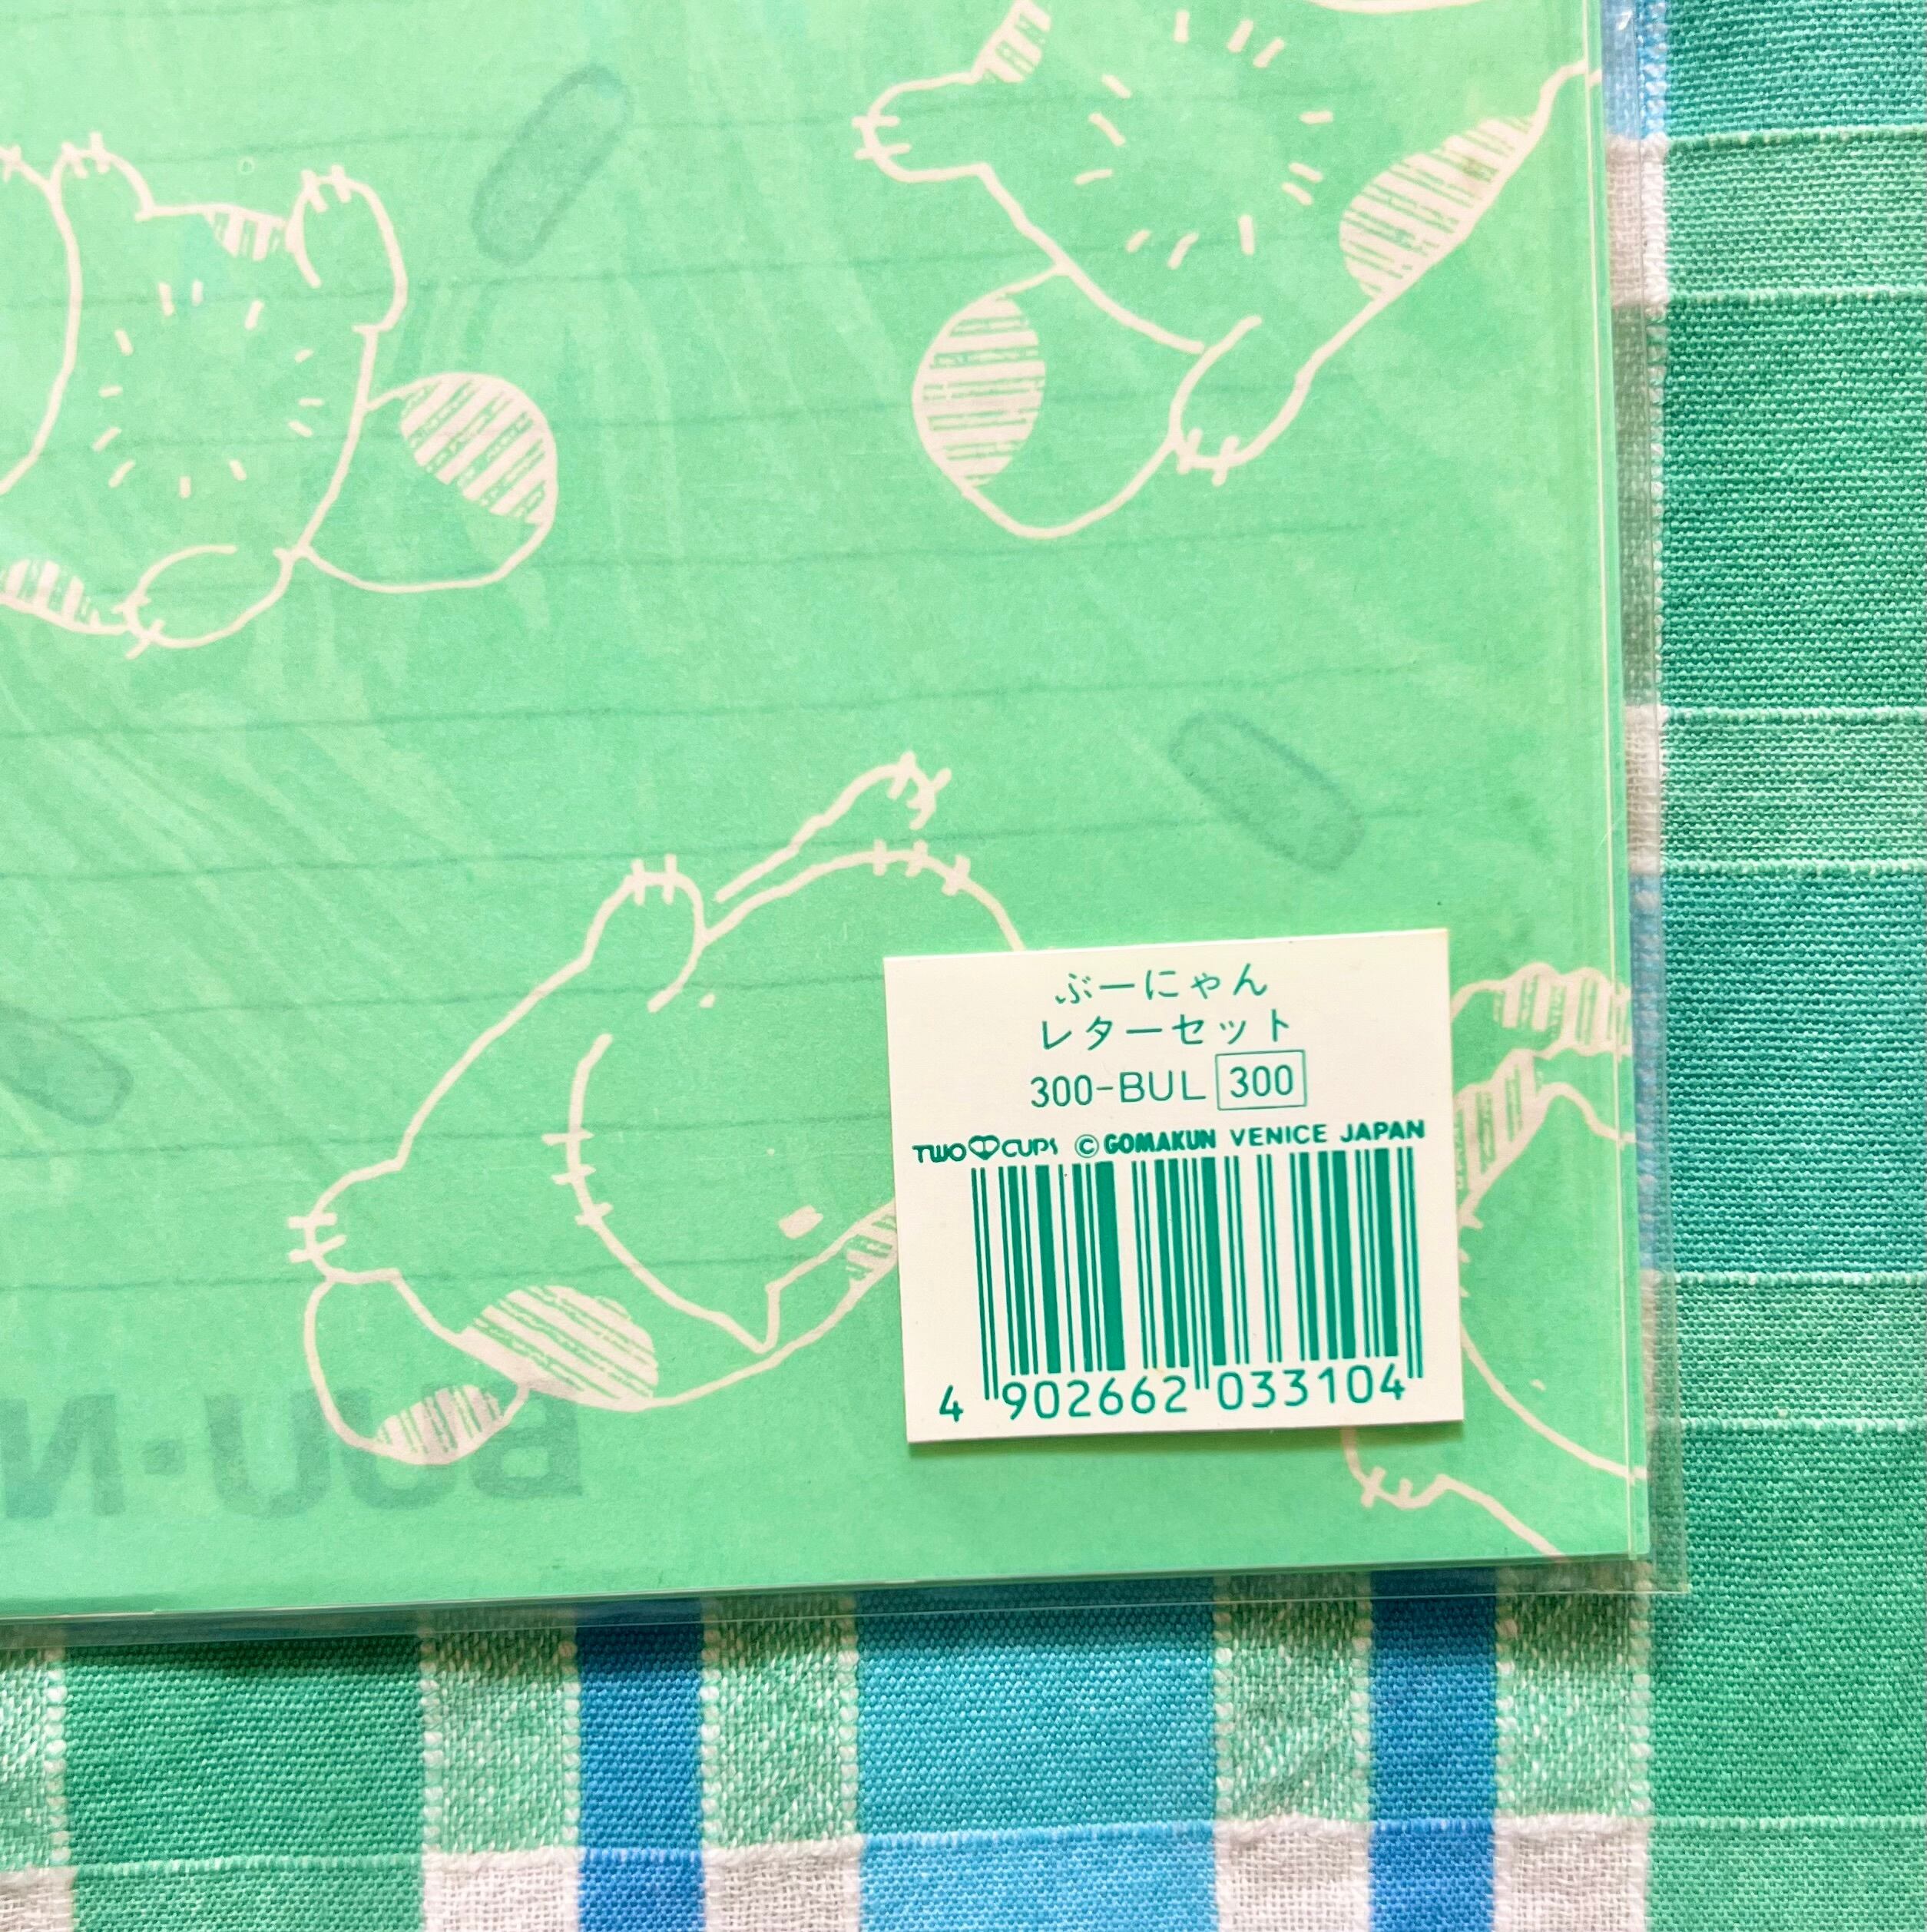 ぶーにゃん
レターセット
300-BUL 300
TWO CUPS © GOMAKUN VENICE JAPAN
4 902662 033104
BUU·N